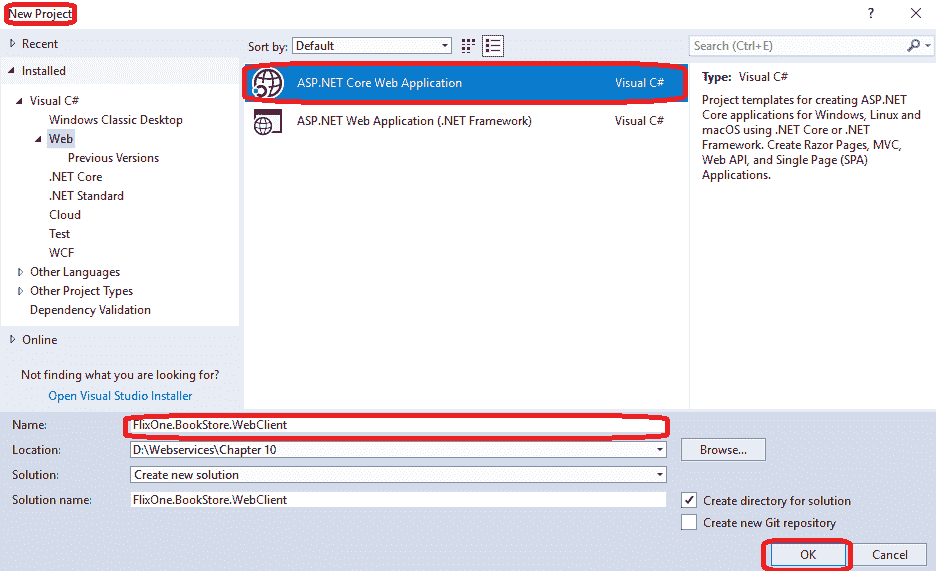 New Project
?
Recent
Installed
Visual C#
Windows Classic Desktop
Web
Previous Versions
.NET Core
.NET Standard
Cloud
Test
WCF
Other Languages
Other Project Types
Dependency Validation
Online
Not finding what you are looking for?
Open Visual Studio Installer
Sort by: Default
ASP.NET Core Web Application Visual C#
ASP.NET Web Application (.NET Framework) Visual C#
Search (Ctrl+E)
Type: Visual C#
Project templates for creating ASP.NET
Core applications for Windows, Linux and
macOS using .NET Core or .NET
Framework. Create Razor Pages, MVC,
Web API, and Single Page (SPA)
Applications.
Name: FlixOne.BookStore.WebClient
Location: D:\Webservices\Chapter 10 Browse...
Solution: Create new solution
Solution name: FlixOne.BookStore.WebClient
Create directory for solution
Create new Git repository
OK Cancel